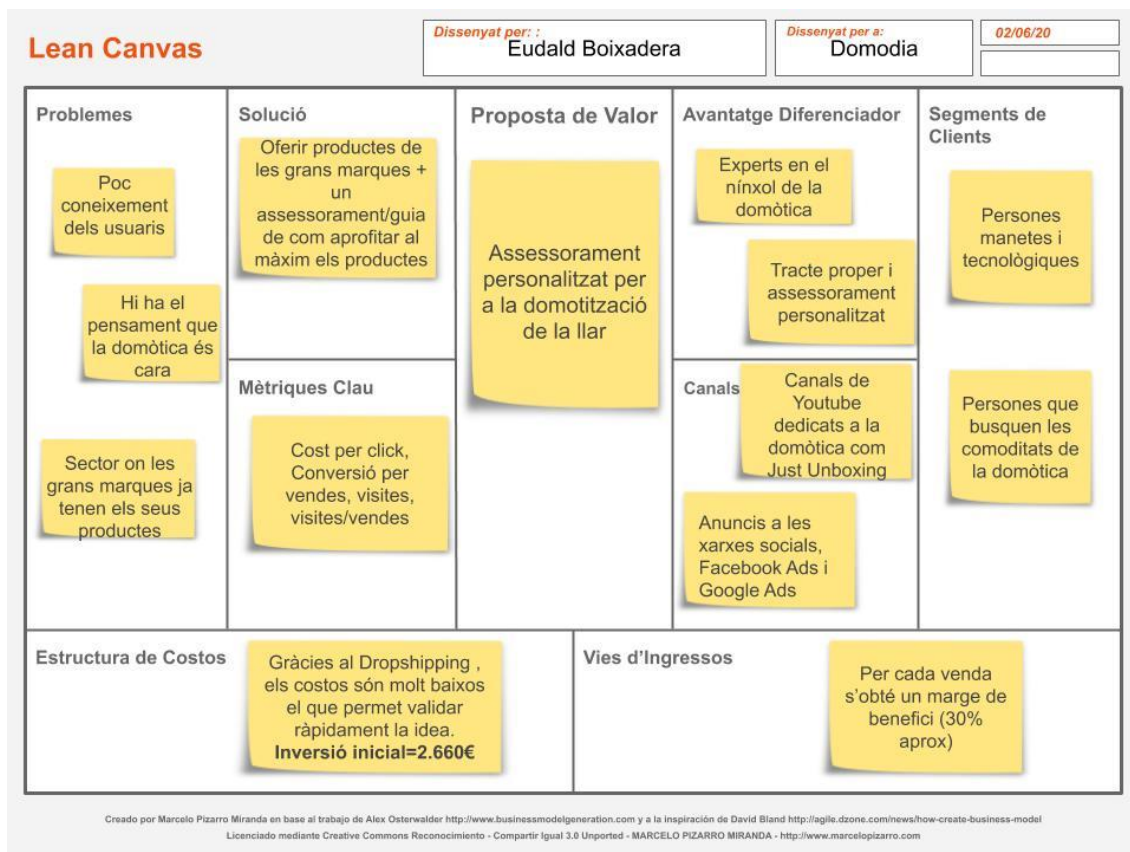 Lean Canvas
Dissenyat per: :
Eudald Boixadera
Dissenyat per a:
Domodia
02/06/20
Problemes
Poc
coneixement
dels usuaris
Hi ha el
pensament que
la domòtica és
cara
Sector on les
grans marques ja
tenen els seus
productes
Solució
Oferir productes de
les grans marques +
un
assessorament/guia
de com aprofitar al
màxim els productes
Mètriques Clau
Cost per click,
Conversió per
vendes, visites,
visites/vendes
Proposta de Valor
Assessorament
personalitzat per
a la domotització
de la llar
Avantatge Diferenciador
Experts en el
nínxol de la
domòtica
Tracte proper i
assessorament
personalitzat
Canals
Canals de
Youtube
dedicats a la
domòtica com
Just Unboxing
Anuncis a les
xarxes socials,
Facebook Ads i
Google Ads
Segments de
Clients
Persones
manetes i
tecnològiques
Persones que
busquen les
comoditats de
la domòtica
Estructura de Costos
Gràcies al Dropshipping ,
els costos són molt baixos
el que permet validar
ràpidament la idea.
Inversió inicial=2.660€
Vies d'Ingressos
Per cada venda
s'obté un marge de
benefici (30%
aprox)
Creado por Marcelo Pizarro Miranda en base al trabajo de Alex Osterwalder http://www.businessmodelgeneration.com y a la inspiración de David Bland http://agile.dzone.com/news/how-create-business-model
Licenciado mediante Creative Commons Reconocimiento - Compartir Igual 3.0 Unported - MARCELO PIZARRO MIRANDA - http://www.marcelopizarro.com